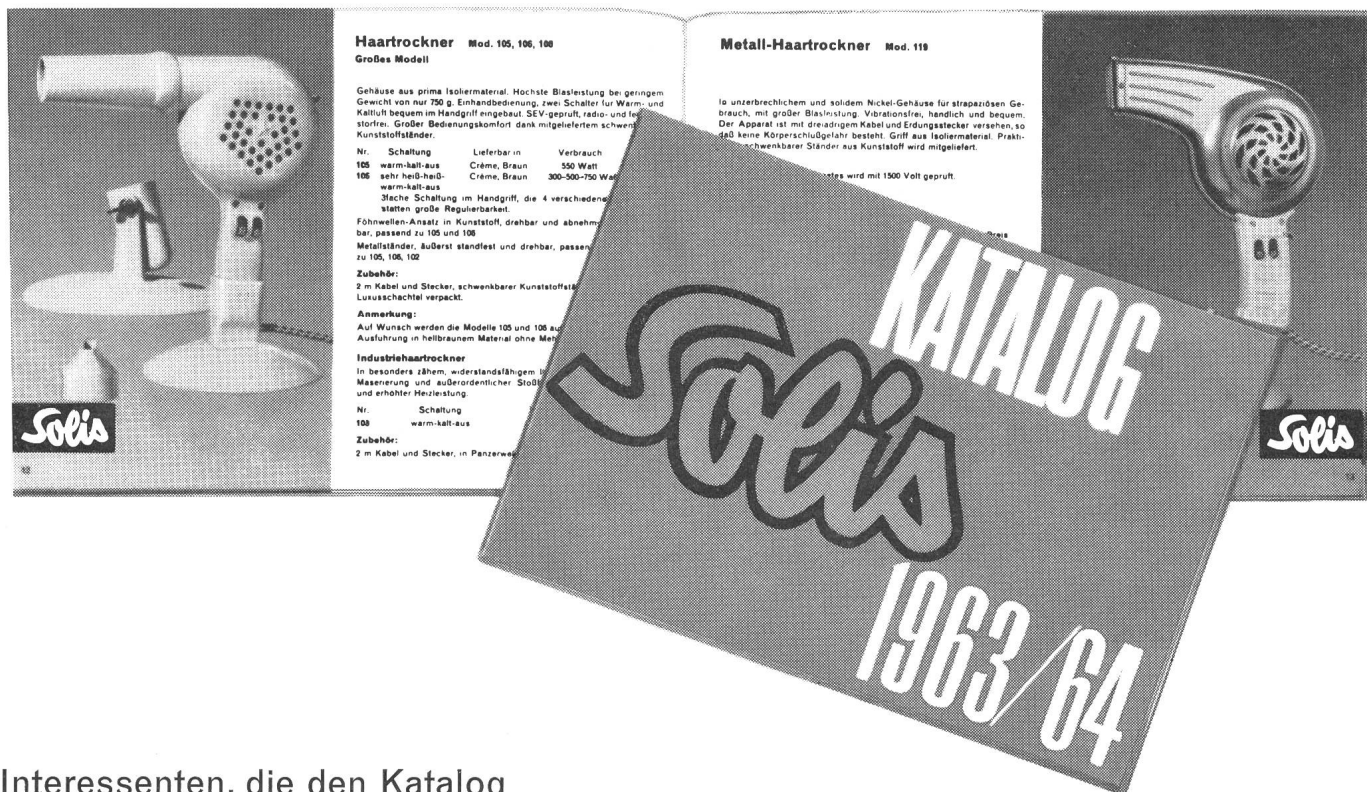 Haartrockner Mod. 105, 106, 108
Großes Modell
Gehäuse aus prima Isoliermaterial. Höchste Blasleistung bei geringem
Gewicht von nur 750 g. Einhandbedienung, zwei Schalter für Warm- und
Kaltluft bequem im Handgriff eingebaut. SEV-geprüft, radio- und
storfrei. Großer Bedienungskomfort dank mitgeliefertem
Kunststoffständer.
Nr. Schaltung Lieferbar in Verbrauch
105 warm-kalt-aus Crème, Braun 550 Watt
106 sehr heiß-heiß- Crème, Braun 300-500-750
warm-kalt-aus
3fache Schaltung im Handgriff, die 4
statten große Regulierbarkeit.
Föhnwellen-Ansatz in Kunststoff, drehbar und
bar, passend zu 105 und 106
Metallständer, äußerst standfest und drehbar,
zu 105, 106, 102
Zubehör:
2 m Kabel und Stecker, schwenkbarer
Luxusschachtel verpackt.
Anmerkung:
Auf Wunsch werden die Modelle 105 und 106
Ausführung in hellbraunem Material ohne
Industriehaartrockner
In besonders zähem, widerstandsfähigem
Maserierung und außerordentlicher
und erhöhter Heizleistung.
Nr. Schaltung
108 warm-kalt-aus
Zubehör:
2 m Kabel und Stecker, in
Solis
12
Metall-Haartrockner Mod. 119
In unzerbrechlichem und solidem Nickel-Gehäuse für strapaziösen Ge-
brauch, mit großer Blasleistung. Vibrationsfrei, handlich und bequem.
Der Apparat ist mit dreiadrigem Kabel und Erdungsstecker versehen, so
daß keine Körperschlußgefahr besteht. Griff aus Isoliermaterial. Prakti-
schwenkbarer Ständer aus Kunststoff wird mitgeliefert.
wird mit 1500 Volt geprüft.
Preis
Solis
13
KATALOG
Solis
1963/64
Interessenten, die den Katalog